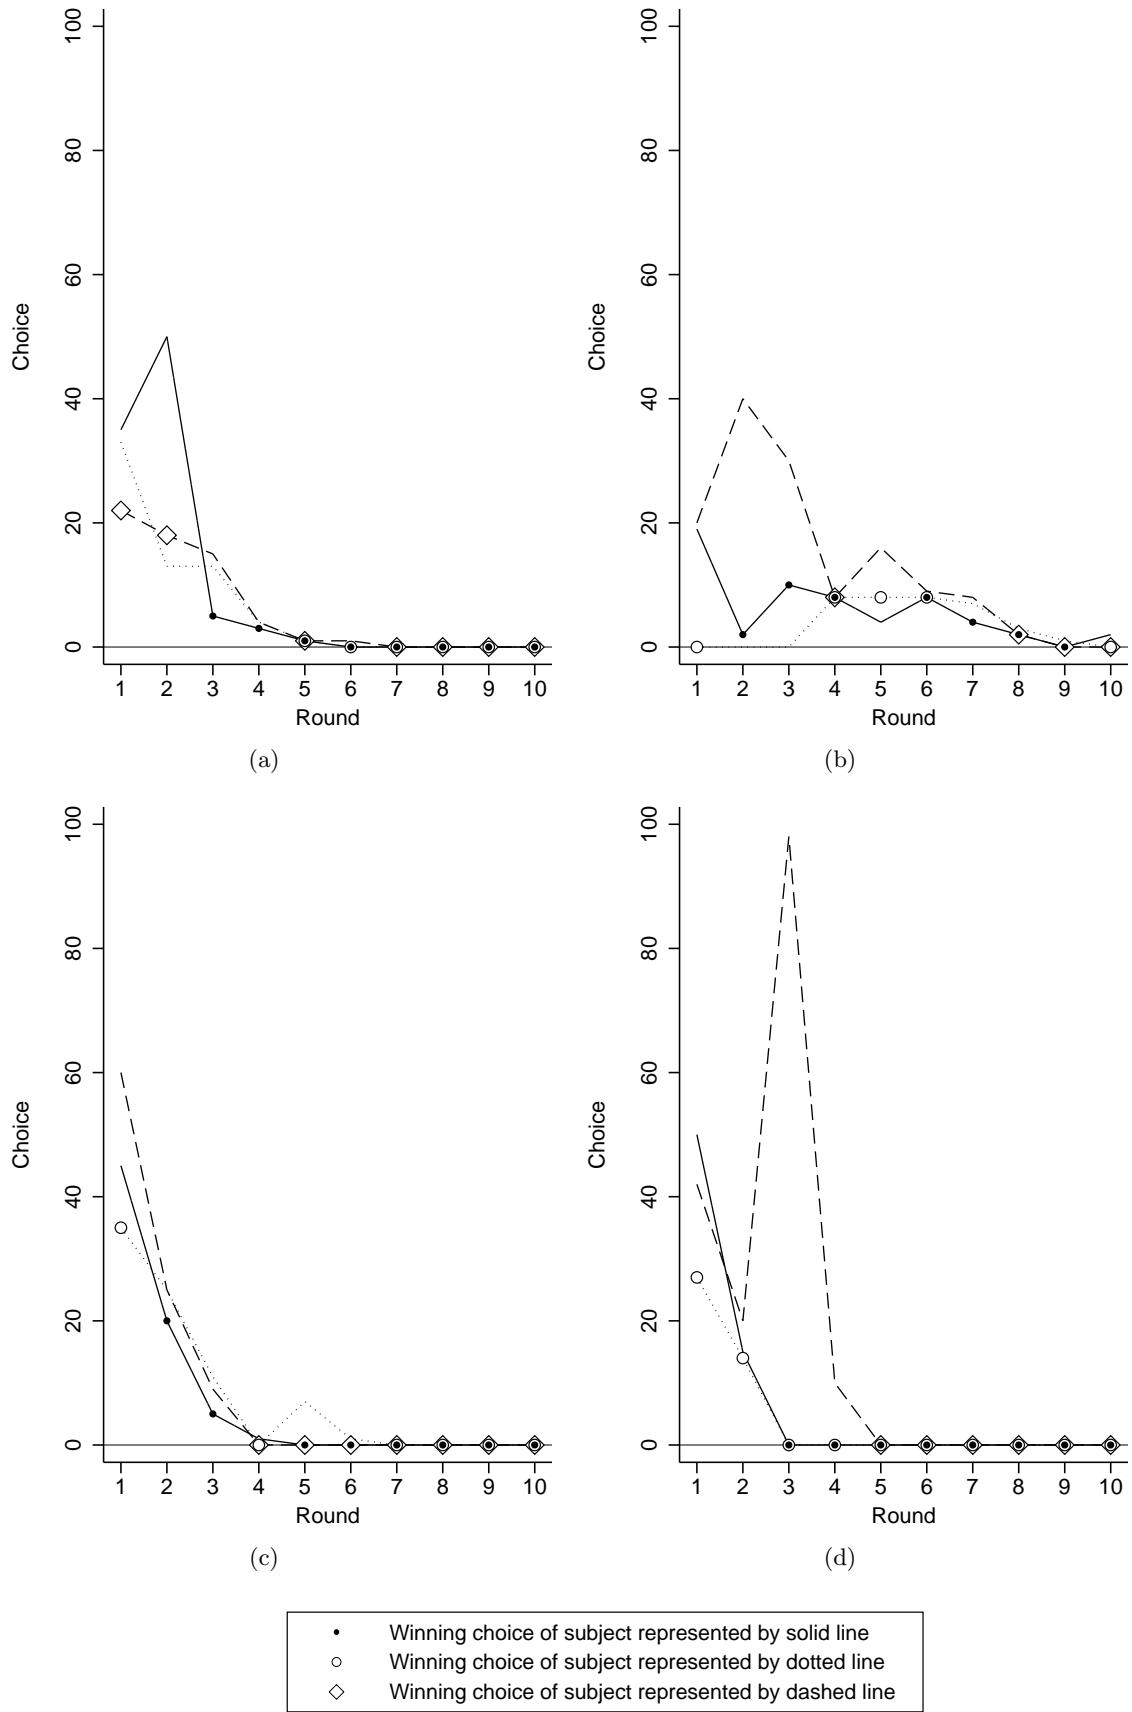 100
80
60
40
20
0
Choice
1 2 3 4 5 6 7 8 9 10
Round
(a)
100
80
60
40
20
0
Choice
1 2 3 4 5 6 7 8 9 10
Round
(b)
100
80
60
40
20
0
Choice
1 2 3 4 5 6 7 8 9 10
Round
(c)
100
80
60
40
20
0
Choice
1 2 3 4 5 6 7 8 9 10
Round
(d)
Winning choice of subject represented by solid line
Winning choice of subject represented by dotted line
Winning choice of subject represented by dashed line